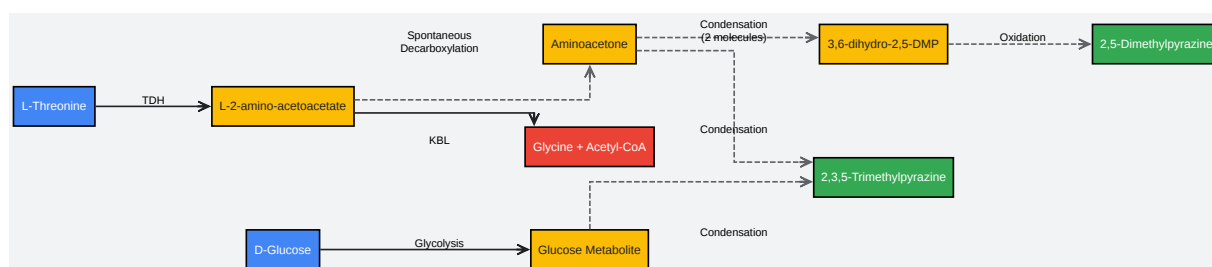 Spontaneous
Decarboxylation
Aminoacetone
Condensation
(2 molecules)
3,6-dihydro-2,5-DMP
Oxidation
2,5-Dimethylpyrazine
L-Threonine
TDH
L-2-amino-acetoacetate
KBL
Glycine + Acetyl-CoA
Condensation
2,3,5-Trimethylpyrazine
D-Glucose
Glycolysis
Glucose Metabolite
Condensation